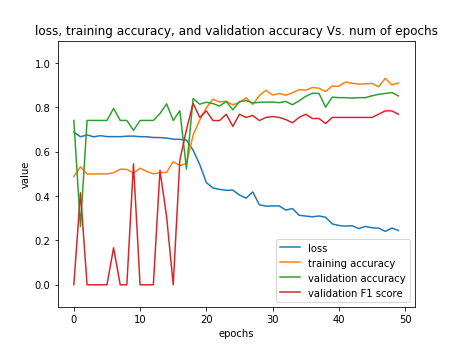 loss, training accuracy, and validation accuracy Vs. num of epochs
1.0
0.8
0.6
0.4
0.2
0.0
value
0 10 20 30 40 50
epochs
loss
training accuracy
validation accuracy
validation F1 score